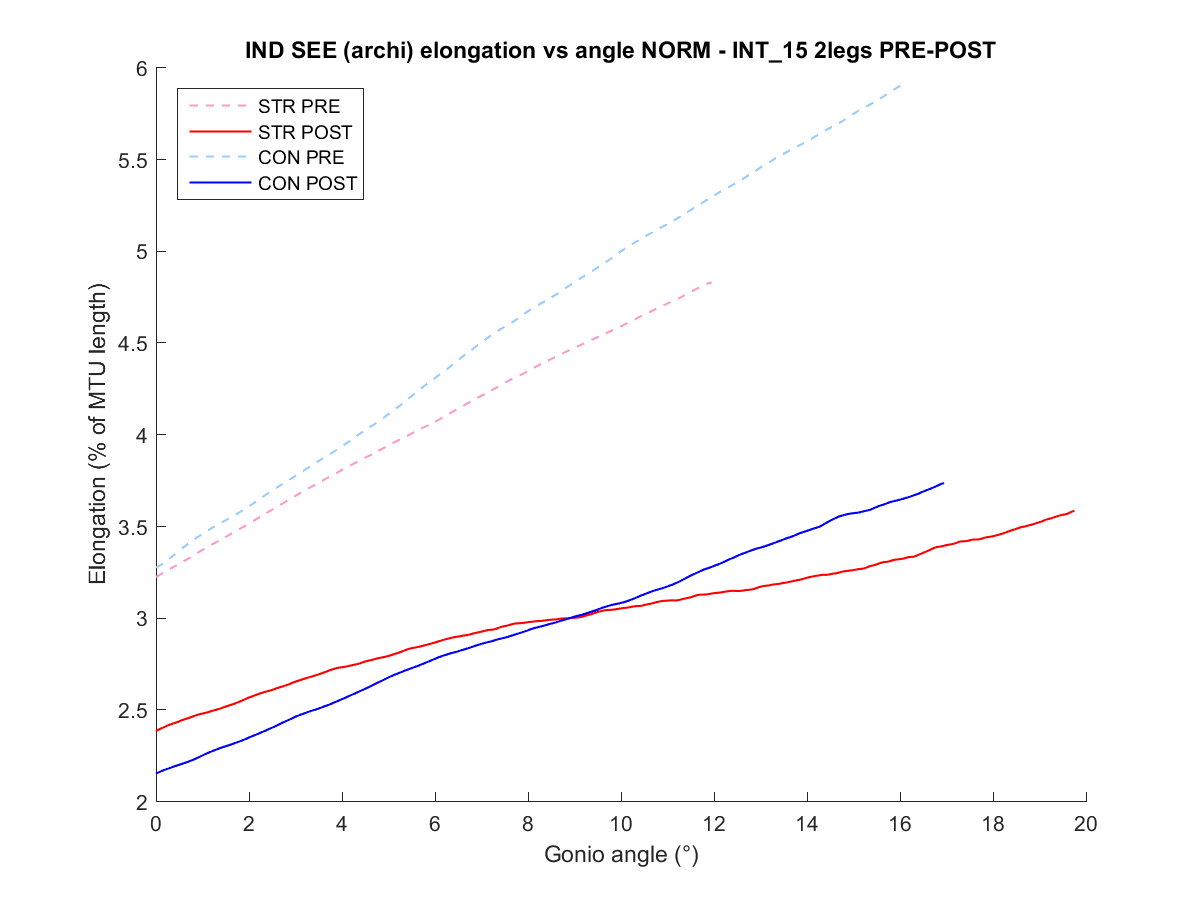 IND SEE (archi) elongation vs angle NORM - INT_15 2legs PRE-POST
STR PRE
STR POST
CON PRE
CON POST
Elongation (% of MTU length)
6
5.5
5
4.5
4
3.5
3
2.5
2
0 2 4 6 8 10 12 14 16 18 20
Gonio angle (°)